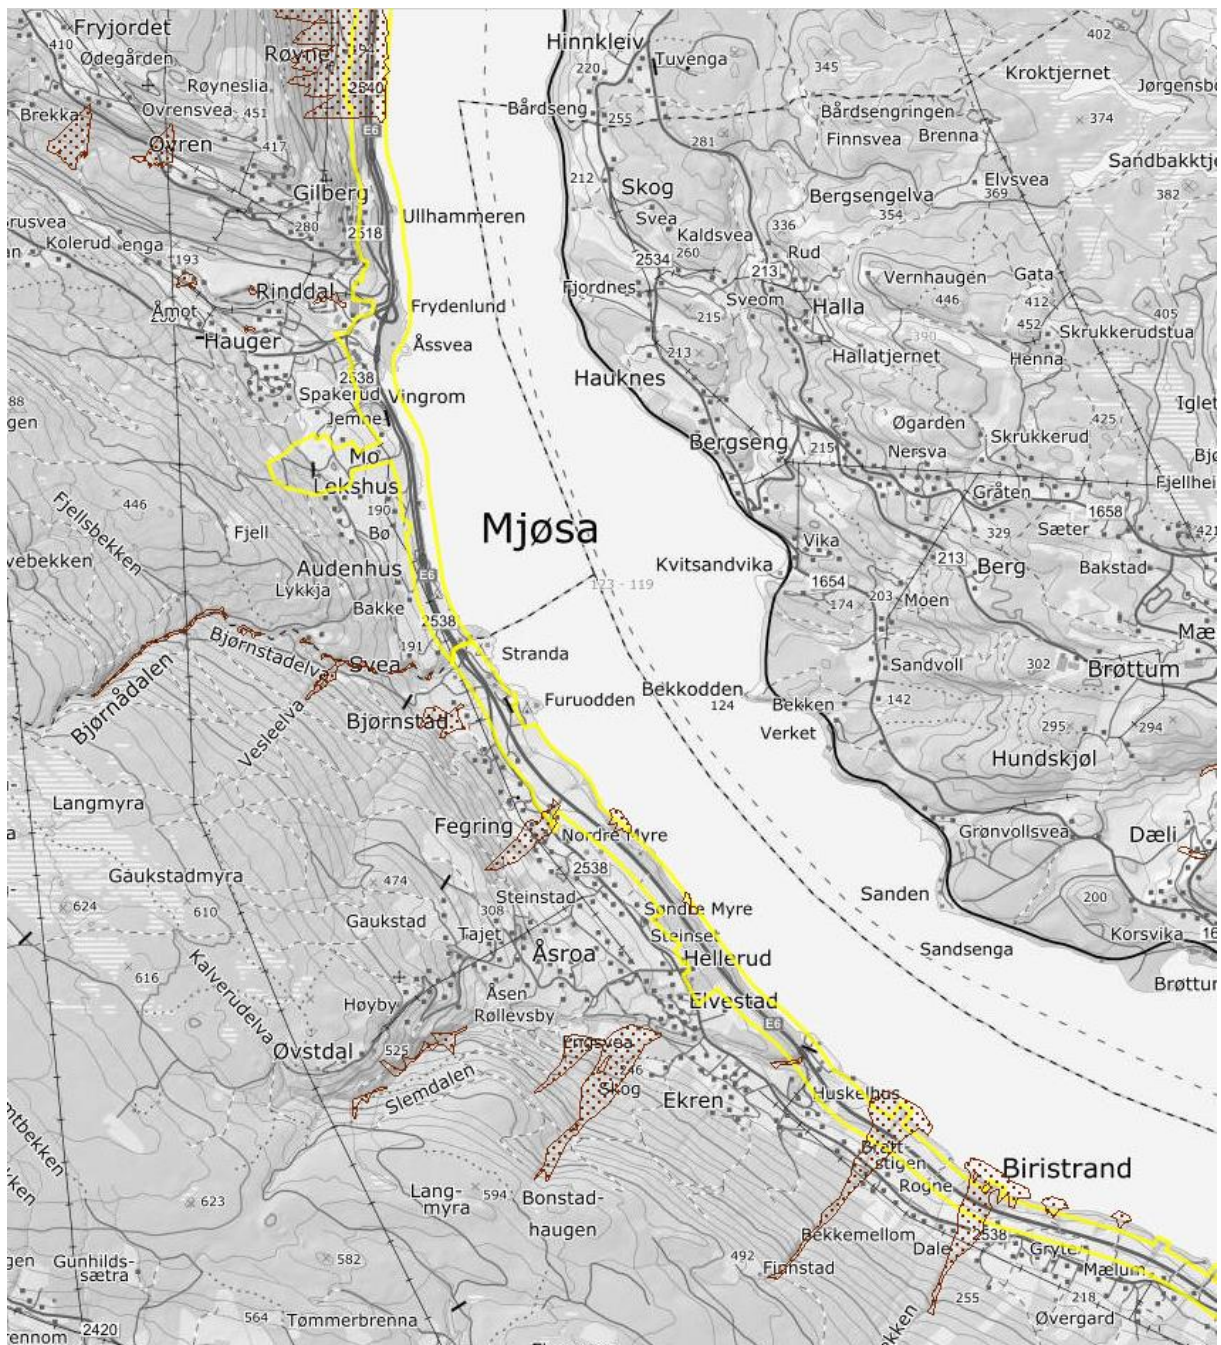 Fryjordet
410
Ødegården
Røyne
Røyneslia
Brekka
Ovrensvea
451
2540
E6
Øvren
417
Gilberg
280
2518
Ullhammeren
Kolerud
enga
193
Rinddal
Frydenlund
Åmot
Hauger
Åssvea
2538
Spakerud
Vingrom
Jemne
Mo
Lekshus
190
446
Fjellsbekken
Fjell
Bø
Audenhus
E6
Lykkja
Bakke
2538
Mjøsa
123 - 119
Hinnkleiv
Tuvenga
220
345
402
Kroktjernet
Bårdseng
255
Bårdsengringen
Finnsvea
Brenna
374
281
212
Skog
Svea
Bergsengelva
354
Elvsvea
369
382
Kaldsvea
336
260
Rud
2534
213
Fjordnes
Sveom
Vernhaugen
446
Gata
412
Halla
215
405
452
Skrukkerudstua
213
Hallatjernet
390
Henna
Hauknes
Øgarden
425
Bergseng
215
Skrukkerud
Nersva
Gråten
1658
329
Sæter
421
Vika
213
Berg
Bakstad
Kvitsandvika
1654
174
203
Moen
Sandvoll
302
Brøttum
Bekkodden
124
Bekken
142
Verket
295
294
Hundskjøl
Bjørnstadelva
Svea
191
Stranda
Bjørnådalen
Vesleelva
Bjørnstad
Furuodden
Langmyra
Fegring
Nordre Myre
2538
Gaukstadmyra
474
624
610
Steinstad
308
Gaukstad
Tajet
Søndre Myre
Steinset
Åsroa
Hellerud
616
Kalverudelva
Høyby
Åsen
Røllevsby
Elvestad
E6
Øvstdal
525
Engsvea
246
Skog
Slemdalen
Ekren
Huskelhus
Grønvollsvea
Dæli
Sanden
200
Korsvika
Sandsenga
Bratt-
stigen
Rogne
Biristrand
623
Lang-
myra
594
Bonstad-
haugen
Bekkemellom
Dale
2538
Gryte
492
Finnstad
Mælum
Gunhilds-
sætra
582
255
218
Øvergard
564
Tømmerbrenna
2420